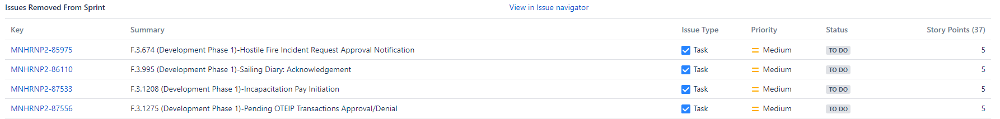 Issues Removed From Sprint View in Issue navigator
Key Summary Issue Type Priority Status Story Points (37)
MNHRNP2-85975 F.3.674 (Development Phase 1)-Hostile Fire Incident Request Approval Notification Task Medium TO DO 5
MNHRNP2-86110 F.3.995 (Development Phase 1)-Sailing Diary: Acknowledgement Task Medium TO DO 5
MNHRNP2-87533 F.3.1208 (Development Phase 1)-Incapacitation Pay Initiation Task Medium TO DO 5
MNHRNP2-87556 F.3.1275 (Development Phase 1)-Pending OTEIP Transactions Approval/Denial Task Medium TO DO 5